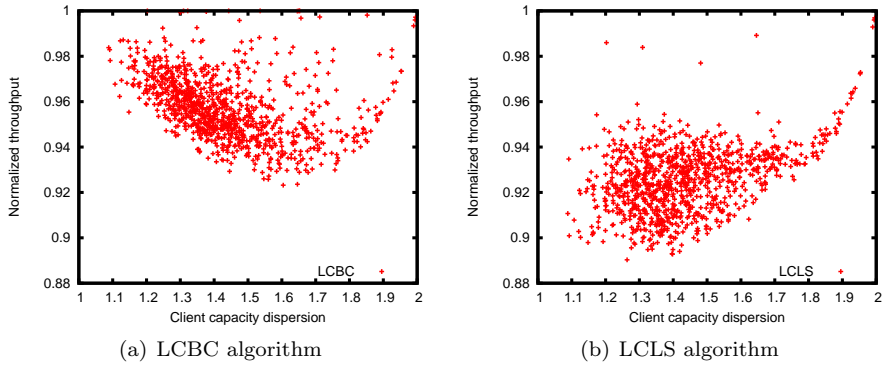 1
0.98
0.96
0.94
0.92
0.9
0.88
Normalized throughput
LCBC
1 1.1 1.2 1.3 1.4 1.5 1.6 1.7 1.8 1.9 2
Client capacity dispersion
(a) LCBC algorithm
1
0.98
0.96
0.94
0.92
0.9
0.88
Normalized throughput
LCLS
1 1.1 1.2 1.3 1.4 1.5 1.6 1.7 1.8 1.9 2
Client capacity dispersion
(b) LCLS algorithm